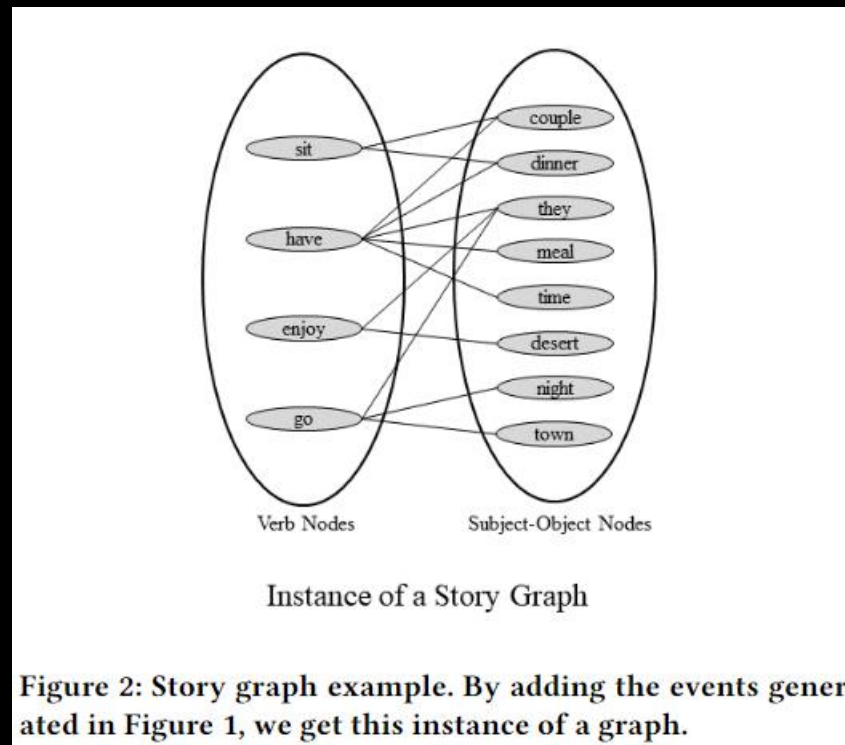 sit
have
enjoy
go
couple
dinner
they
meal
time
desert
night
town
Verb Nodes
Subject-Object Nodes
Instance of a Story Graph
Figure 2: Story graph example. By adding the events gener-
ated in Figure 1, we get this instance of a graph.